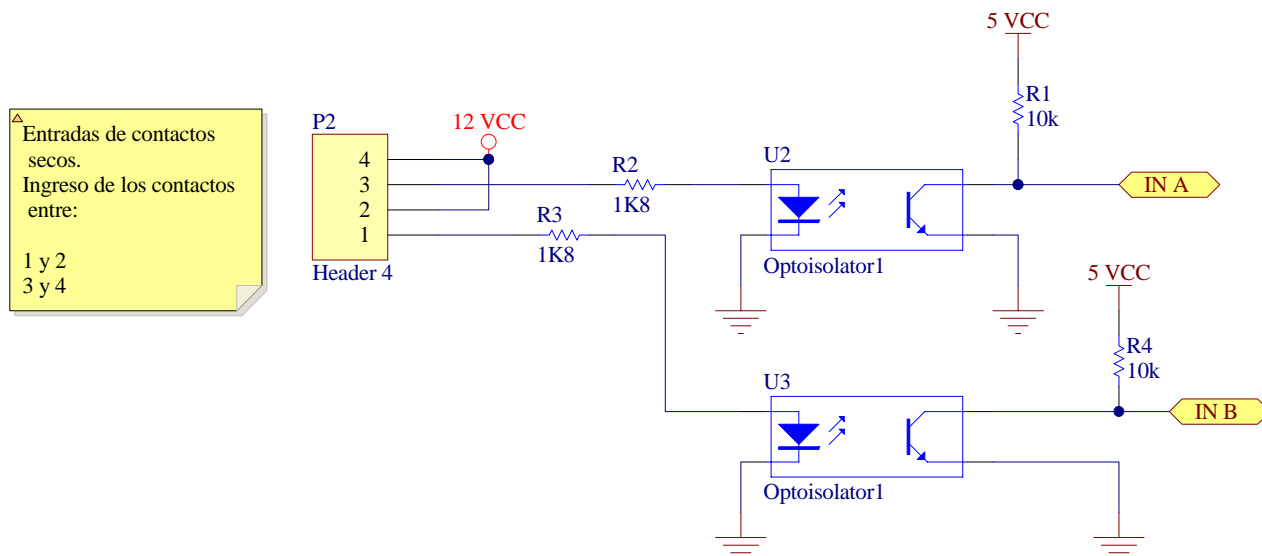 Entradas de contactos
secos.
Ingreso de los contactos
entre:
1 y 2
3 y 4
P2
4
3
2
1
Header 4
12 VCC
R2
1K8
R3
1K8
U2
Optoisolator1
5 VCC
R1
10k
IN A
U3
Optoisolator1
5 VCC
R4
10k
IN B